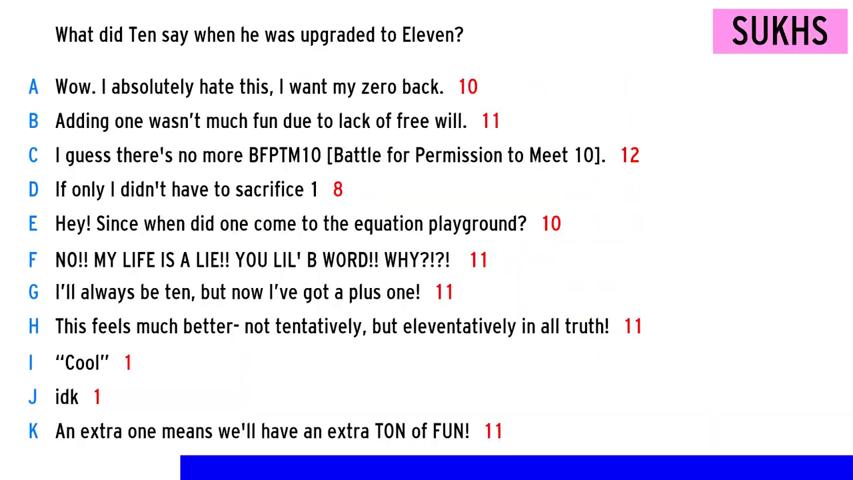 What did Ten say when he was upgraded to Eleven?
SUKHS
A Wow. I absolutely hate this, I want my zero back. 10
B Adding one wasn’t much fun due to lack of free will. 11
C I guess there's no more BFPTM10 [Battle for Permission to Meet 10]. 12
D If only I didn't have to sacrifice 1 8
E Hey! Since when did one come to the equation playground? 10
F NO!! MY LIFE IS A LIE!! YOU LIL' B WORD!! WHY?!?! 11
G I’ll always be ten, but now I’ve got a plus one! 11
H This feels much better- not tentatively, but eleventatively in all truth! 11
I “Cool” 1
J idk 1
K An extra one means we'll have an extra TON of FUN! 11